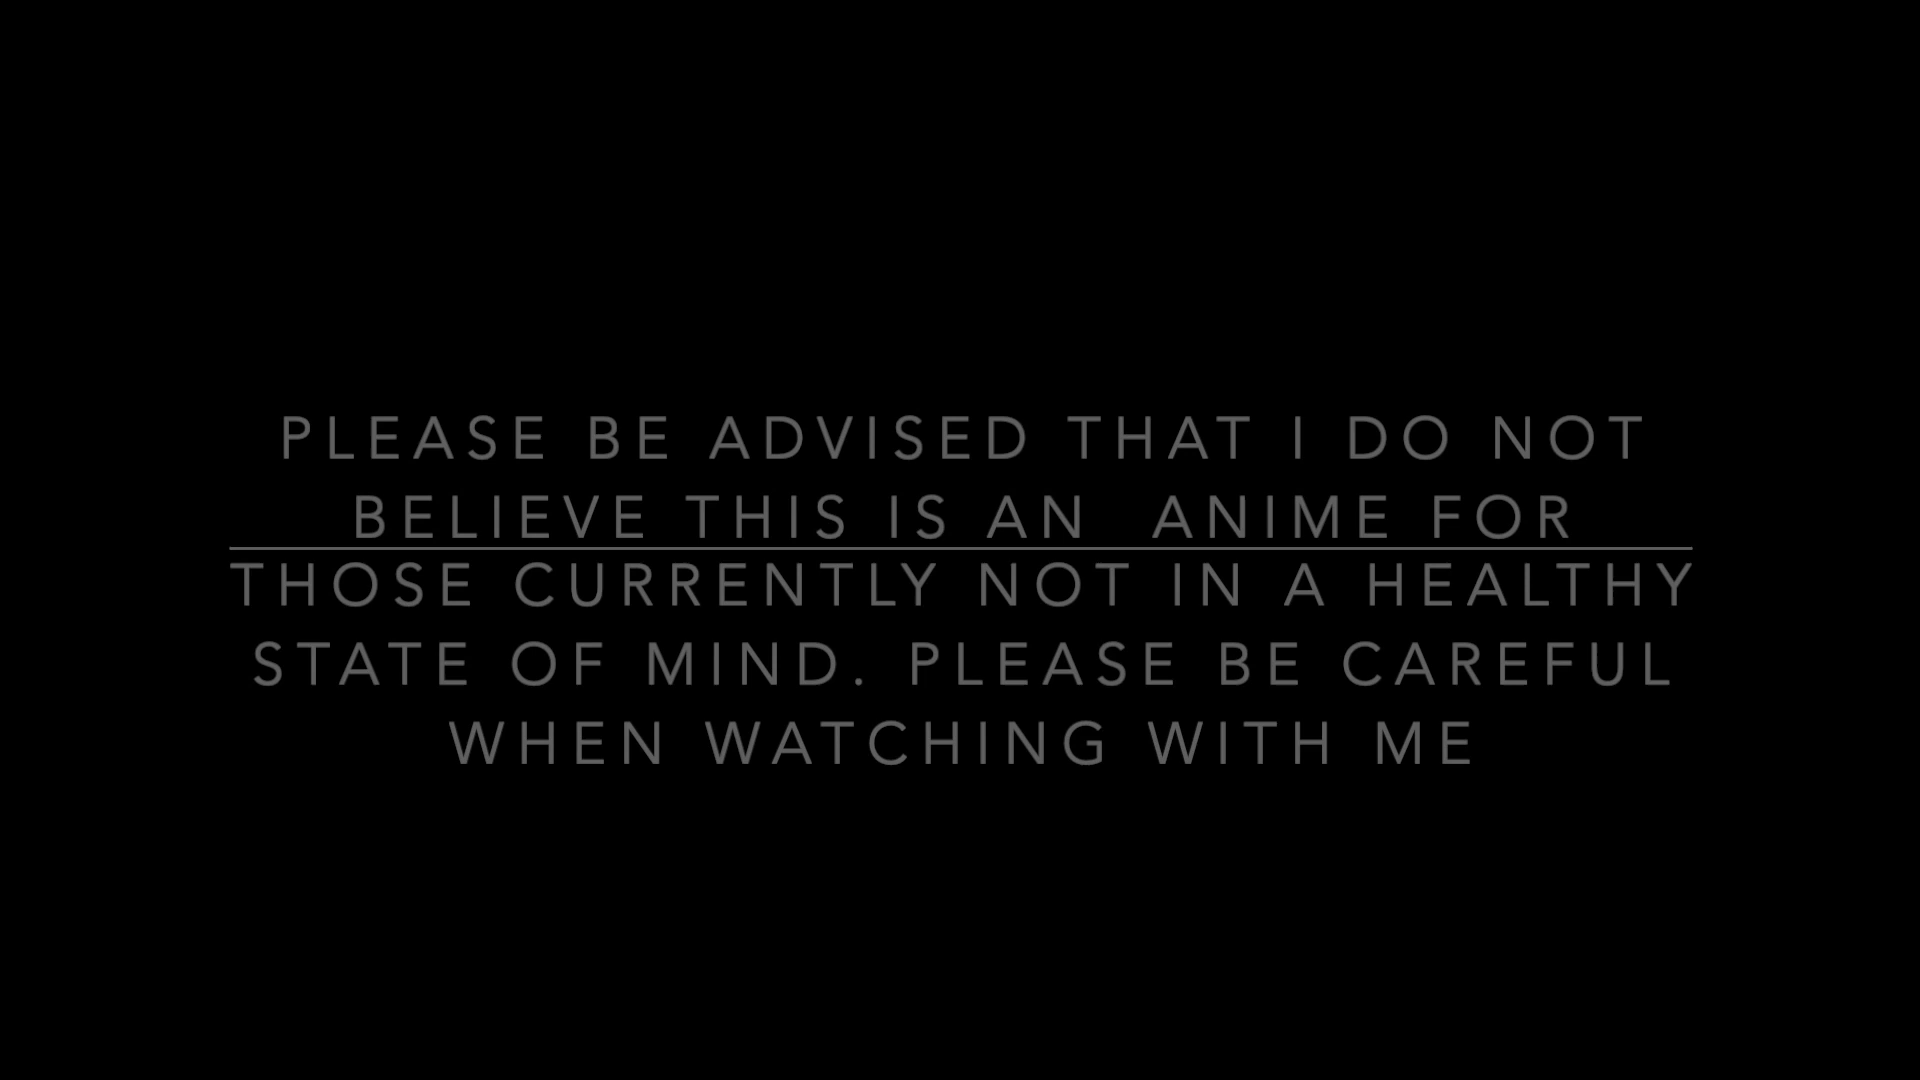 PLEASE BE ADVISED THAT I DO NOT
BELIEVE THIS IS AN  ANIME FOR
THOSE CURRENTLY NOT IN A HEALTHY
STATE OF MIND. PLEASE BE CAREFUL
WHEN WATCHING WITH ME